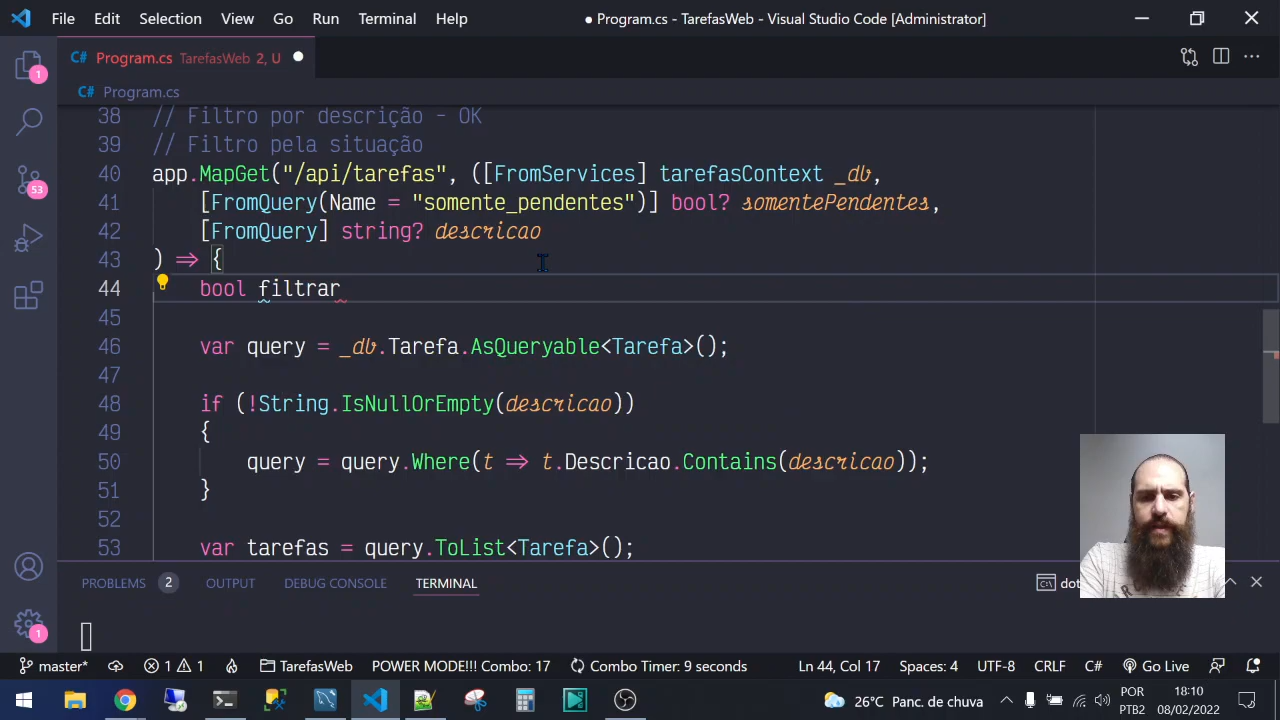 File Edit Selection View Go Run Terminal Help ● Program.cs - TarefasWeb - Visual Studio Code [Administrator]
C# Program.cs TarefasWeb 2, U ●
C# Program.cs
38 // Filtro por descrição - OK
39 // Filtro pela situação
40 app.MapGet("/api/tarefas", ([FromServices] tarefasContext _db,
41 [FromQuery(Name = "somente_pendentes")] bool? somentePendentes,
42 [FromQuery] string? descricao
43 ) => {
44 bool filtrar
45
46 var query = _db.Tarefa.AsQueryable<Tarefa>();
47
48 if (!String.IsNullOrEmpty(descricao))
49 {
50 query = query.Where(t => t.Descricao.Contains(descricao));
51 }
52
53 var tarefas = query.ToList<Tarefa>();
1
53
1
PROBLEMS 2 OUTPUT DEBUG CONSOLE TERMINAL dot
master* 1 1 TarefasWeb POWER MODE!!! Combo: 17 Combo Timer: 9 seconds Ln 44, Col 17 Spaces: 4 UTF-8 CRLF C# Go Live
26°C Panc. de chuva POR PTB2 18:10 08/02/2022